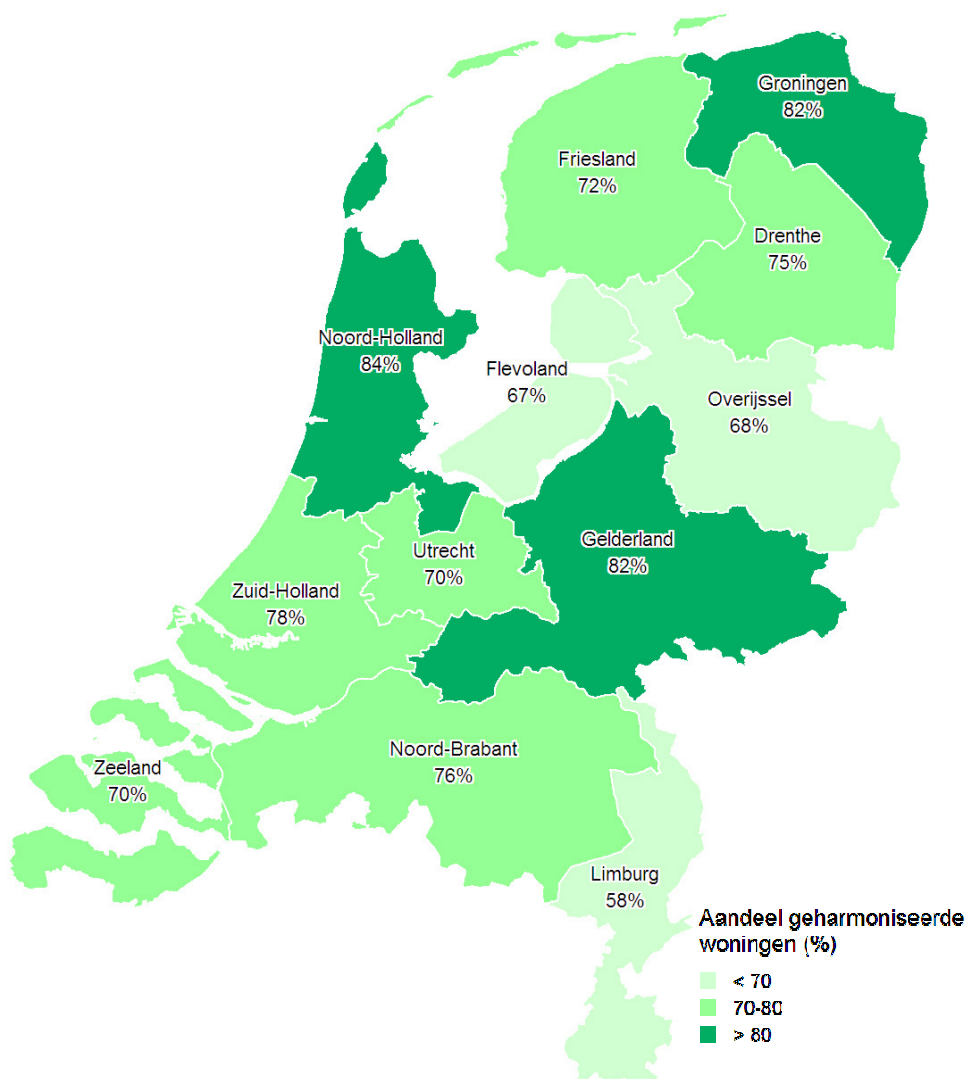 Groningen
82%
Friesland
72%
Drenthe
75%
Noord-Holland
84%
Flevoland
67%
Overijssel
68%
Gelderland
82%
Utrecht
70%
Zuid-Holland
78%
Noord-Brabant
76%
Zeeland
70%
Limburg
58%
Aandeel geharmoniseerde
woningen (%)
< 70
70-80
> 80